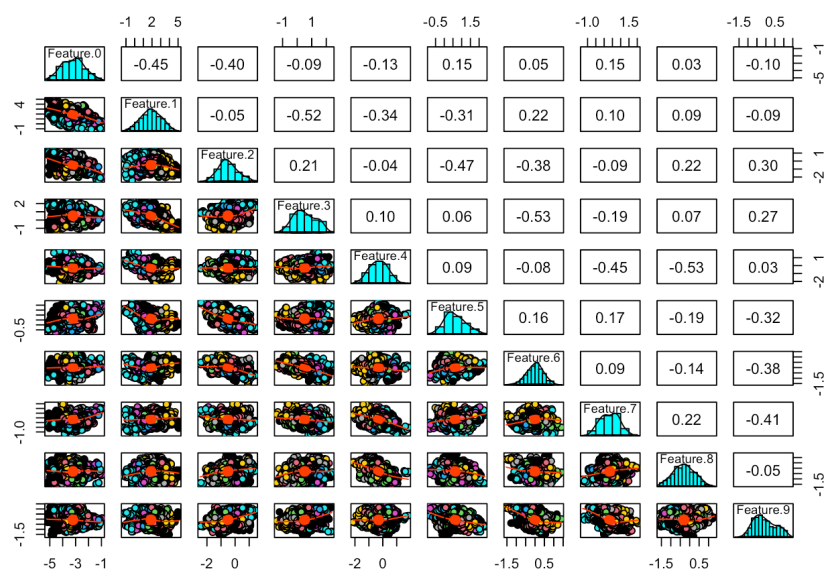 -1 2 5 -1 1 -0.5 1.5 -1.0 1.5 -1.5 0.5
Feature.0 -0.45 -0.40 -0.09 -0.13 0.15 0.05 0.15 0.03 -0.10 -5 -1
4 -1 Feature.1 -0.05 -0.52 -0.34 -0.31 0.22 0.10 0.09 -0.09
Feature.2 0.21 -0.04 -0.47 -0.38 -0.09 0.22 0.30 -2 1
2 -1 Feature.3 0.10 0.06 -0.53 -0.19 0.07 0.27
Feature.4 0.09 -0.08 -0.45 -0.53 0.03 -2 1
-0.5 Feature.5 0.16 0.17 -0.19 -0.32
Feature.6 0.09 -0.14 -0.38 -1.5
-1.0 Feature.7 0.22 -0.41
Feature.8 -0.05 -1.5
-1.5 Feature.9
-5 -3 -1 -2 0 -2 0 -1.5 0.5 -1.5 0.5